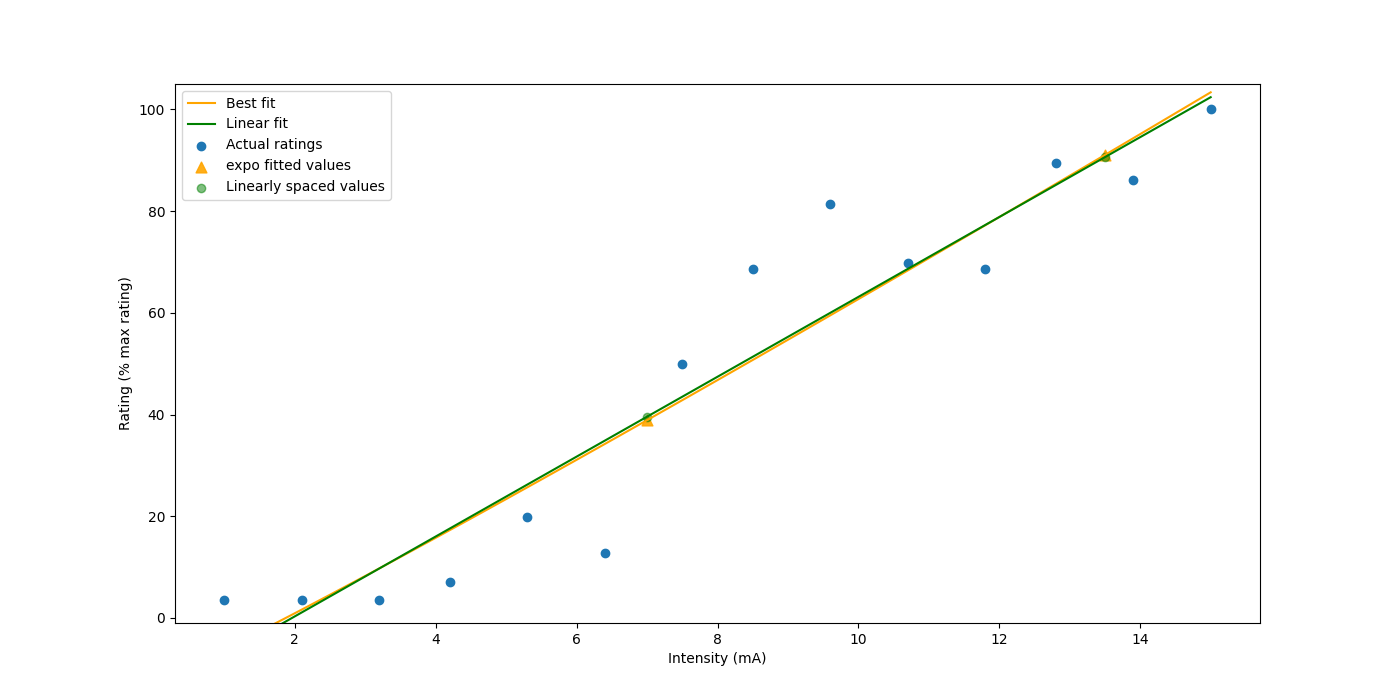 Best fit
Linear fit
Actual ratings
expo fitted values
Linearly spaced values
100
80
60
40
20
0
Rating (% max rating)
2 4 6 8 10 12 14
Intensity (mA)